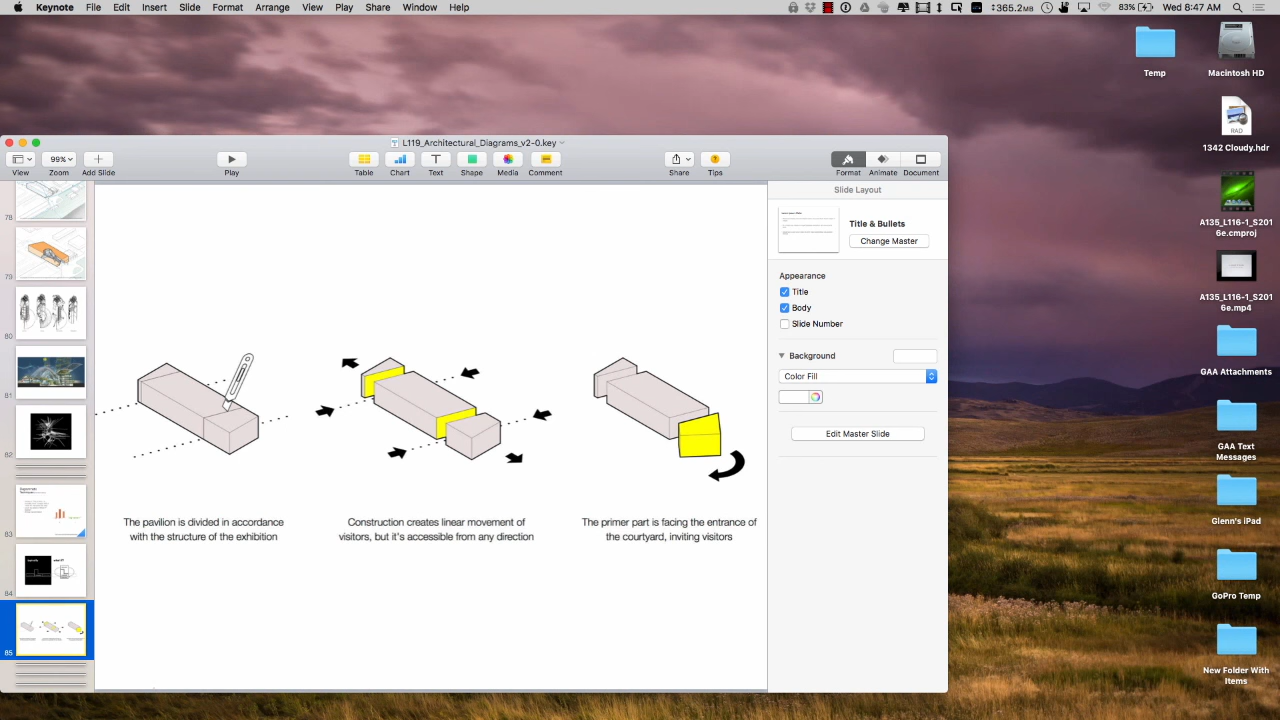 Keynote File Edit Insert Slide Format Arrange View Play Share Window Help
365.2MB 83% Wed 8:47 AM
Temp
Macintosh HD
RAD
1342 Cloudy.hdr
A135_L116-1_S201
6e.cmproj
A135_L116-1_S201
6e.mp4
GAA Attachments
GAA Text
Messages
Glenn's iPad
GoPro Temp
New Folder With
Items
L119_Architectural_Diagrams_v2-0.key
99%
View Zoom Add Slide Play Table Chart Text Shape Media Comment Share Tips Format Animate Document
78
79
80
81
82
83
84
85
The pavilion is divided in accordance
with the structure of the exhibition
Construction creates linear movement of
visitors, but it's accessible from any direction
The primer part is facing the entrance of
the courtyard, inviting visitors
Slide Layout
Title & Bullets
Change Master
Appearance
Title
Body
Slide Number
Background
Color Fill
Edit Master Slide